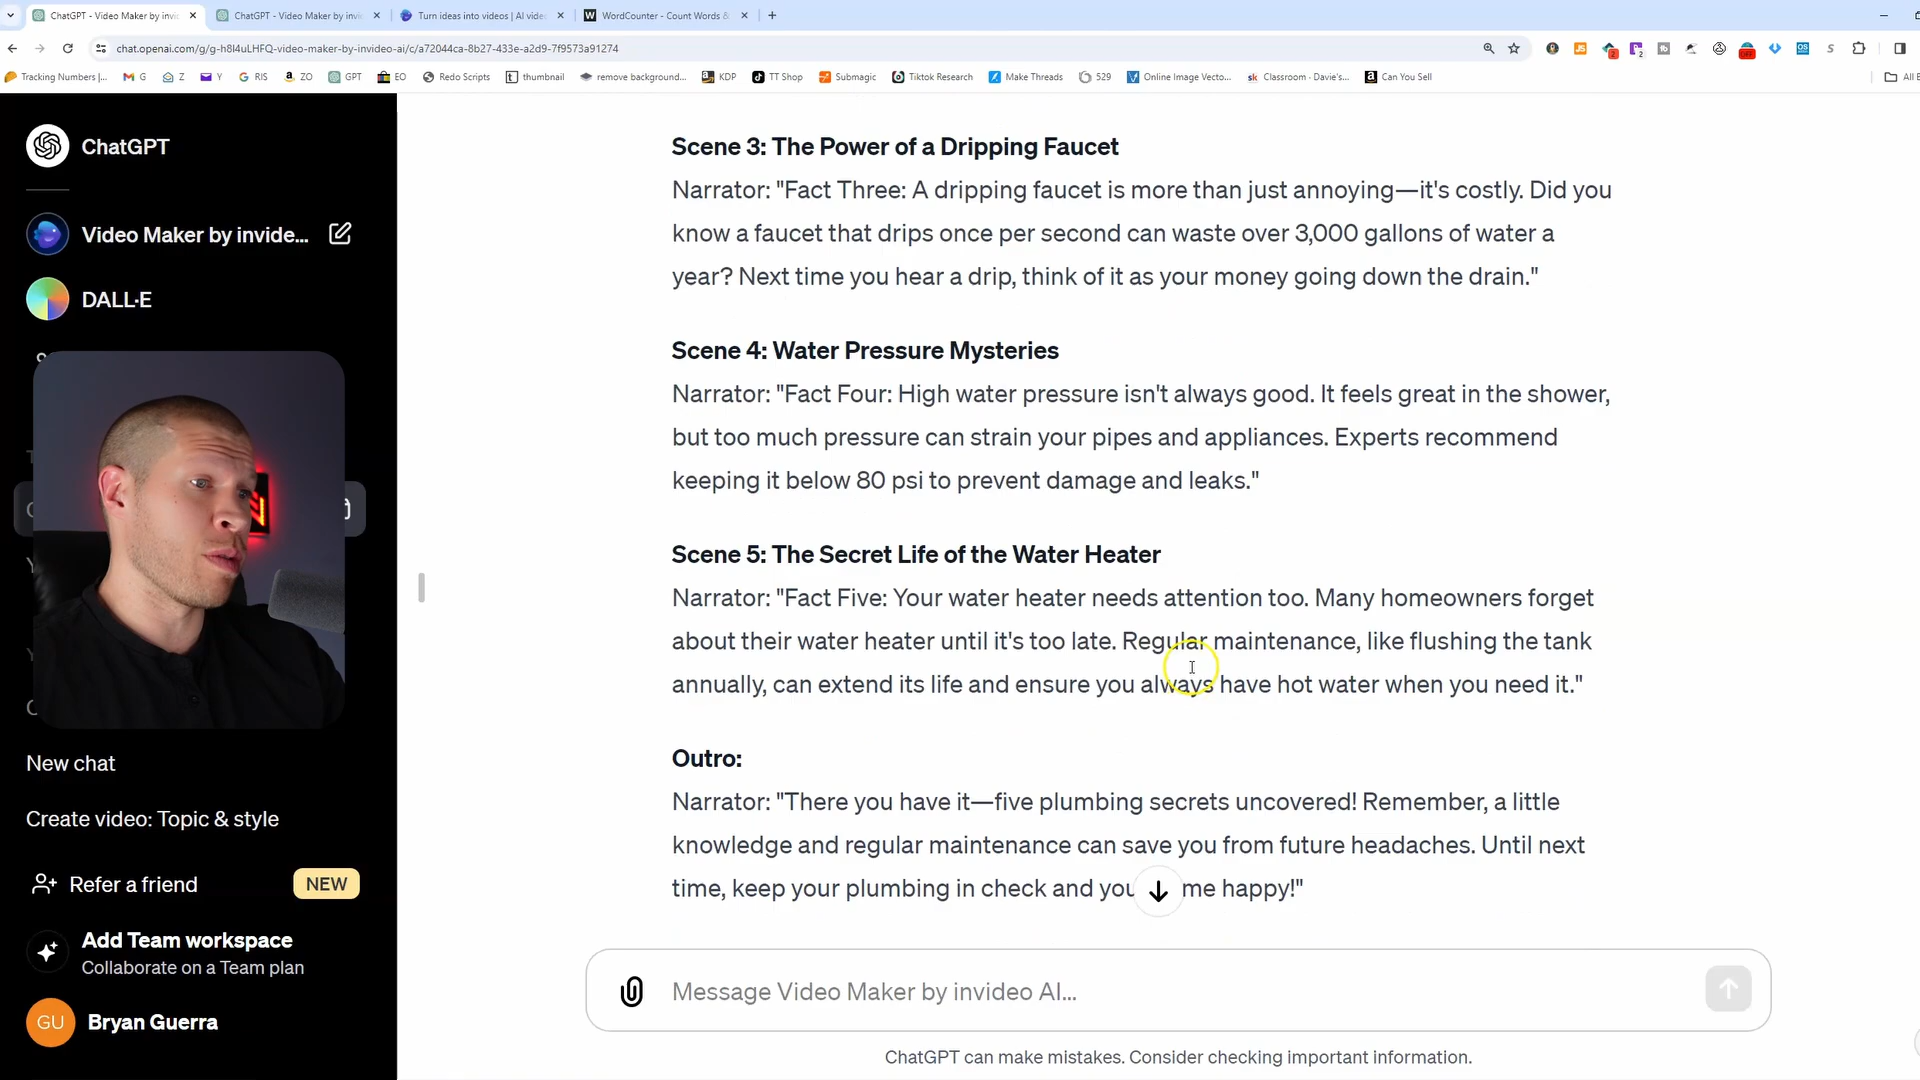 ChatGPT - Video Maker by invi
ChatGPT - Video Maker by invi
Turn ideas into videos | AI vide
WordCounter - Count Words &
chat.openai.com/g/g-h8l4uLHFQ-video-maker-by-invideo-ai/c/a72044ca-8b27-433e-a2d9-7f9573a91274
Tracking Numbers |...
G
Z
Y
RIS
ZO
GPT
EO
Redo Scripts
thumbnail
remove background...
KDP
TT Shop
Submagic
Tiktok Research
Make Threads
529
Online Image Vecto...
Classroom - Davie's...
Can You Sell
All B
ChatGPT
Video Maker by invide...
DALL·E
New chat
Create video: Topic & style
Refer a friend
NEW
Add Team workspace
Collaborate on a Team plan
GU
Bryan Guerra
Scene 3: The Power of a Dripping Faucet
Narrator: "Fact Three: A dripping faucet is more than just annoying—it's costly. Did you
know a faucet that drips once per second can waste over 3,000 gallons of water a
year? Next time you hear a drip, think of it as your money going down the drain."
Scene 4: Water Pressure Mysteries
Narrator: "Fact Four: High water pressure isn't always good. It feels great in the shower,
but too much pressure can strain your pipes and appliances. Experts recommend
keeping it below 80 psi to prevent damage and leaks."
Scene 5: The Secret Life of the Water Heater
Narrator: "Fact Five: Your water heater needs attention too. Many homeowners forget
about their water heater until it's too late. Regular maintenance, like flushing the tank
annually, can extend its life and ensure you always have hot water when you need it."
Outro:
Narrator: "There you have it—five plumbing secrets uncovered! Remember, a little
knowledge and regular maintenance can save you from future headaches. Until next
time, keep your plumbing in check and you me happy!"
Message Video Maker by invideo AI...
ChatGPT can make mistakes. Consider checking important information.